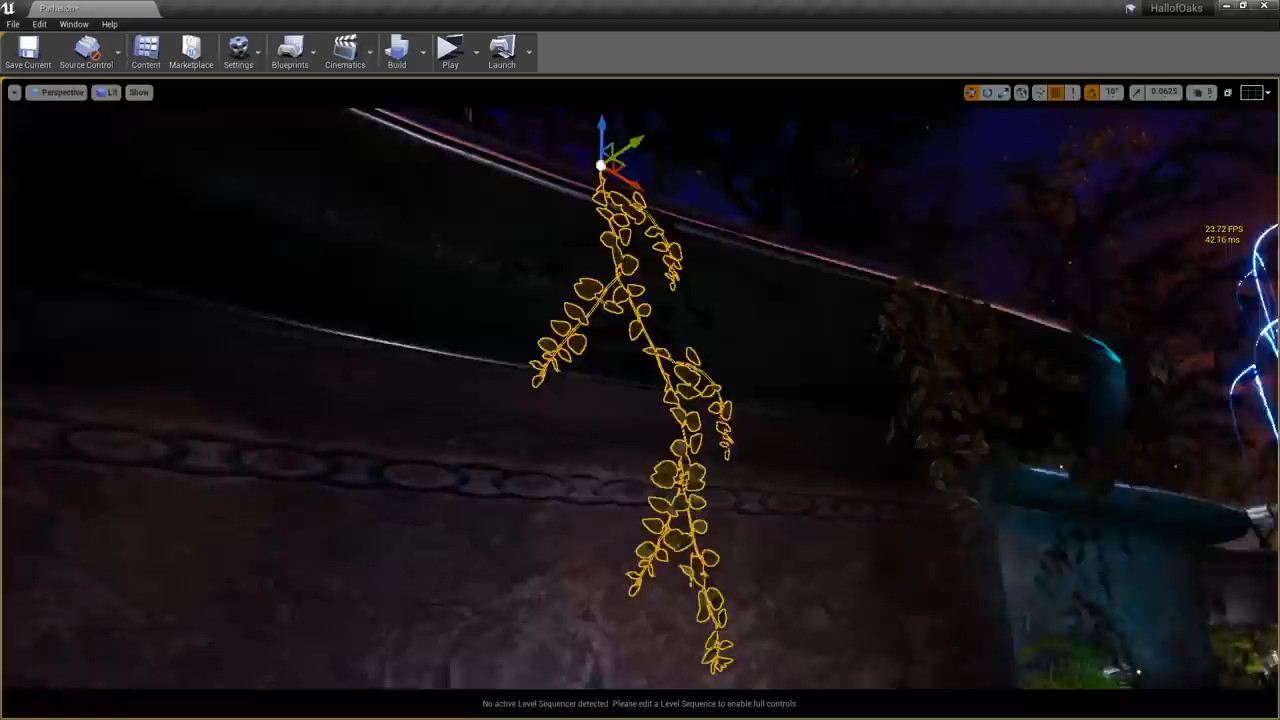 Parhelion*
HallofOaks
File Edit Window Help
Save Current Source Control Content Marketplace Settings Blueprints Cinematics Build Play Launch
Perspective Lit Show
1 10° 0.0625 5
23.72 FPS
42.16 ms
No active Level Sequencer detected Please edit a Level Sequence to enable full controls